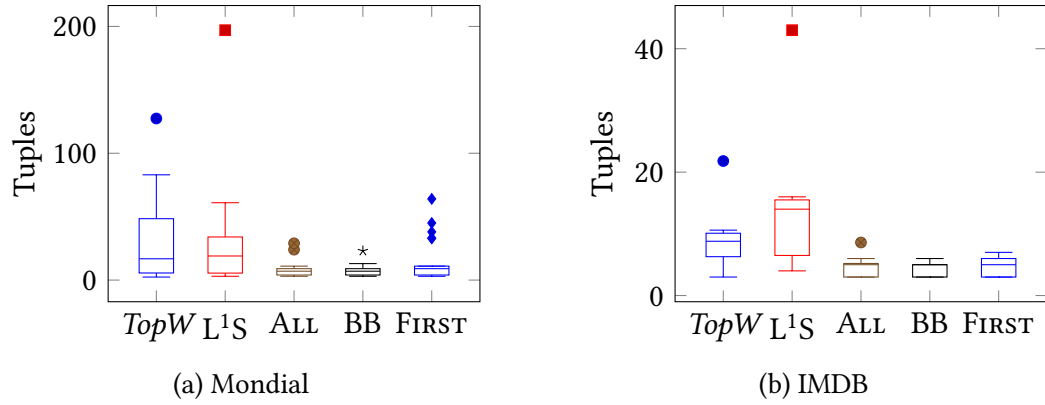 200
100
0
Tuples
TopW L¹S ALL BB FIRST
(a) Mondial
40
20
0
Tuples
TopW L¹S ALL BB FIRST
(b) IMDB